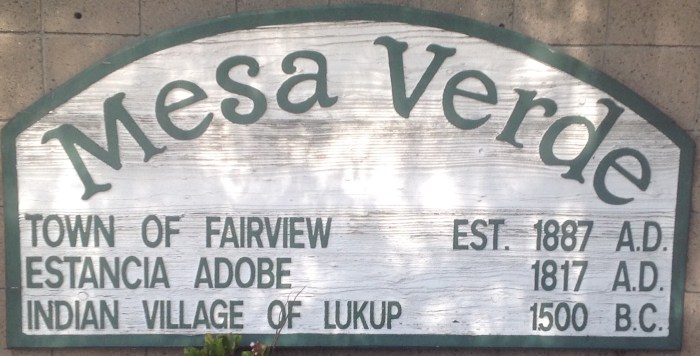 Mesa Verde
TOWN OF FAIRVIEW EST. 1887 A.D.
ESTANCIA ADOBE 1817 A.D.
INDIAN VILLAGE OF LUKUP 1500 B.C.